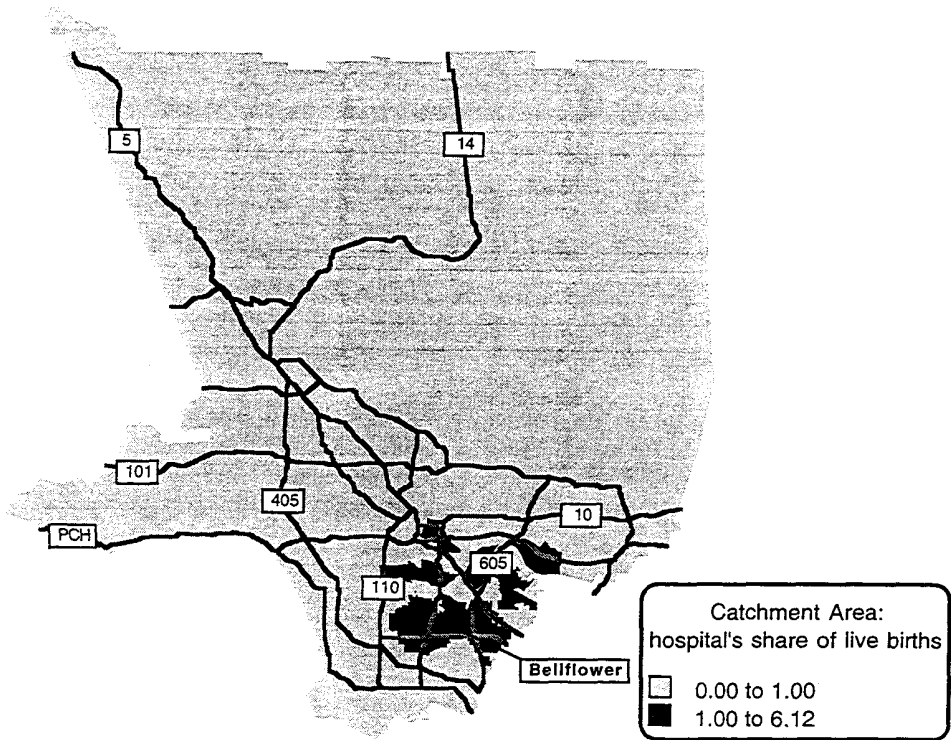 5
14
101
405
10
PCH
605
110
Bellflower
Catchment Area:
hospital's share of live births
0.00 to 1.00
1.00 to 6.12